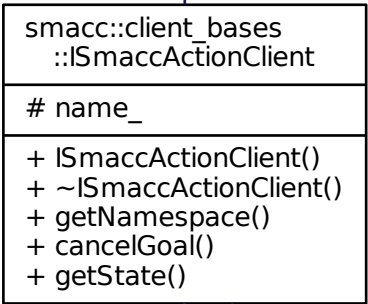 smacc::client_bases
::ISmaccActionClient
# name_
+ ISmaccActionClient()
+ ~ISmaccActionClient()
+ getNamespace()
+ cancelGoal()
+ getState()